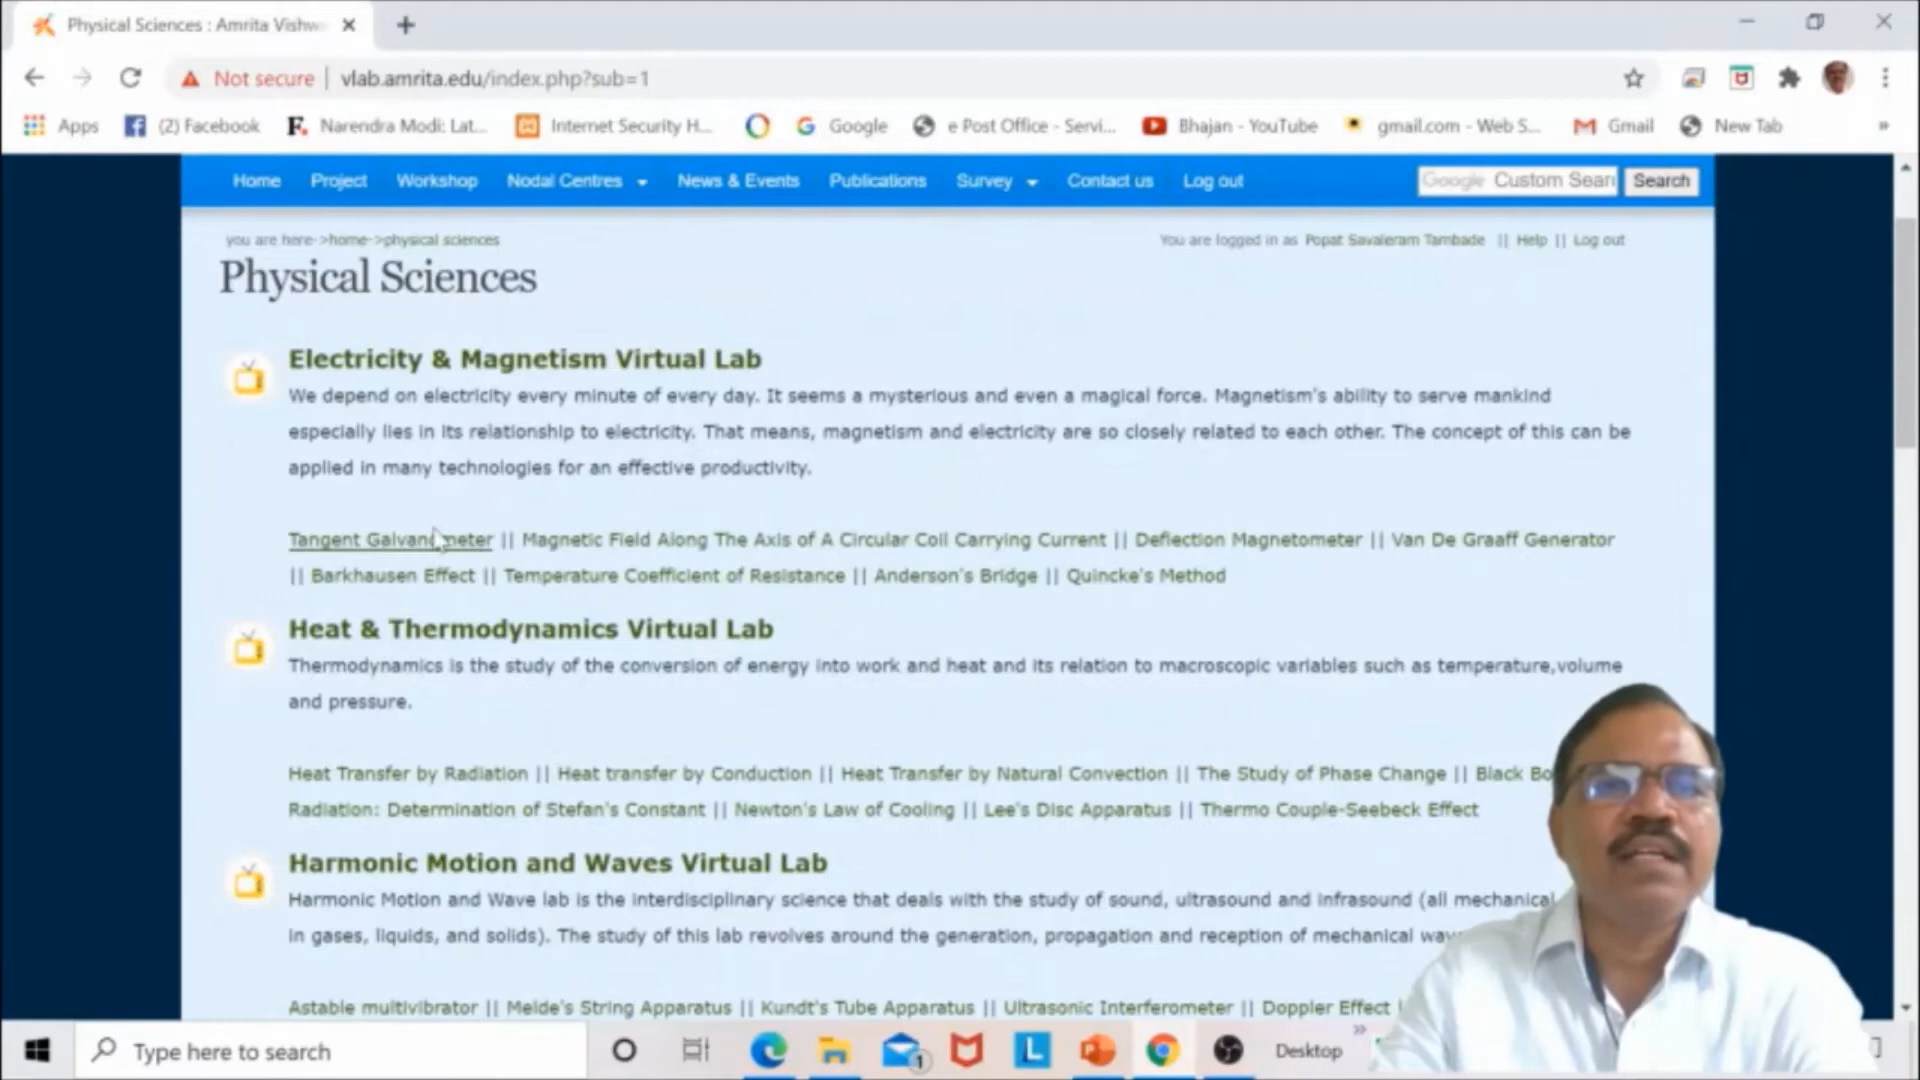 Physical Sciences : Amrita Vishw
Not secure | vlab.amrita.edu/index.php?sub=1
Apps (2) Facebook Narendra Modi: Lat... Internet Security H... Google e Post Office - Servi... Bhajan - YouTube gmail.com - Web S... Gmail New Tab »
Home Project Workshop Nodal Centres News & Events Publications Survey Contact us Log out Google Custom Sear Search
you are here->home->physical sciences You are logged in as Popat Savaleram Tambade || Help || Log out
Physical Sciences
Electricity & Magnetism Virtual Lab
We depend on electricity every minute of every day. It seems a mysterious and even a magical force. Magnetism's ability to serve mankind
especially lies in its relationship to electricity. That means, magnetism and electricity are so closely related to each other. The concept of this can be
applied in many technologies for an effective productivity.
Tangent Galvanometer || Magnetic Field Along The Axis of A Circular Coil Carrying Current || Deflection Magnetometer || Van De Graaff Generator
|| Barkhausen Effect || Temperature Coefficient of Resistance || Anderson's Bridge || Quincke's Method
Heat & Thermodynamics Virtual Lab
Thermodynamics is the study of the conversion of energy into work and heat and its relation to macroscopic variables such as temperature,volume
and pressure.
Heat Transfer by Radiation || Heat transfer by Conduction || Heat Transfer by Natural Convection || The Study of Phase Change || Black Bo
Radiation: Determination of Stefan's Constant || Newton's Law of Cooling || Lee's Disc Apparatus || Thermo Couple-Seebeck Effect
Harmonic Motion and Waves Virtual Lab
Harmonic Motion and Wave lab is the interdisciplinary science that deals with the study of sound, ultrasound and infrasound (all mechanical
in gases, liquids, and solids). The study of this lab revolves around the generation, propagation and reception of mechanical wav
Astable multivibrator || Melde's String Apparatus || Kundt's Tube Apparatus || Ultrasonic Interferometer || Doppler Effect
Type here to search 1 L Desktop »